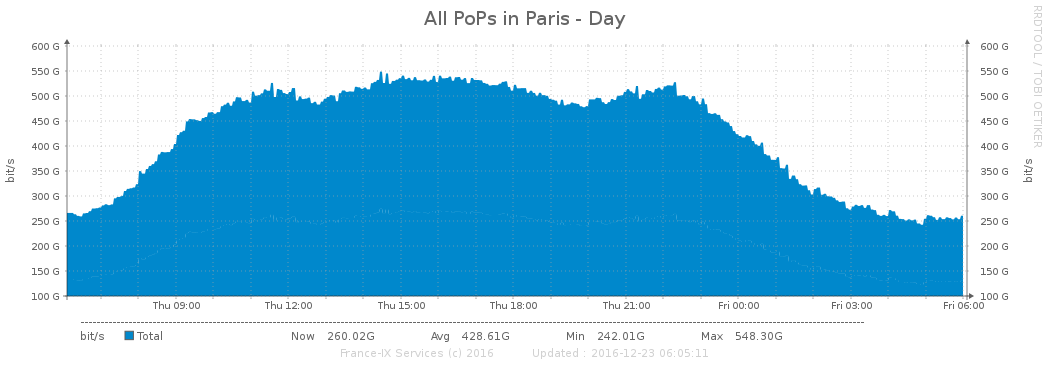 All PoPs in Paris - Day
RRDTOOL / TOBI OETIKER
600 G 600 G
550 G 550 G
500 G 500 G
450 G 450 G
400 G 400 G
350 G 350 G
300 G 300 G
250 G 250 G
200 G 200 G
150 G 150 G
100 G 100 G
bit/s bit/s
Thu 09:00 Thu 12:00 Thu 15:00 Thu 18:00 Thu 21:00 Fri 00:00 Fri 03:00 Fri 06:00
bit/s Total Now 260.02G Avg 428.61G Min 242.01G Max 548.30G
France-IX Services (c) 2016 Updated : 2016-12-23 06:05:11